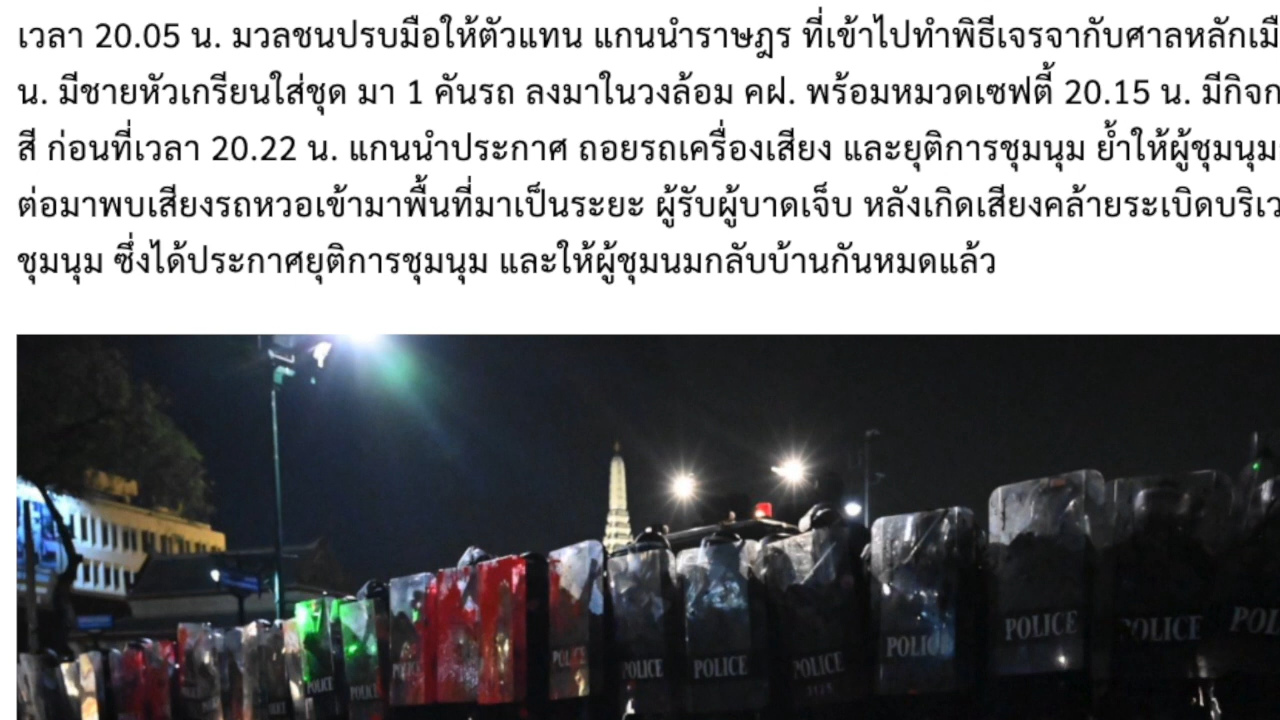 เวลา 20.05 น. มวลชนปรบมือให้ตัวแทน แกนนำราษฎร ที่เข้าไปทำพิธีเจรจากับศาลหลักเมื
น. มีชายหัวเกรียนใส่ชุด มา 1 คันรถ ลงมาในวงล้อม คฝ. พร้อมหมวดเซฟตี้ 20.15 น. มีกิจก
สี ก่อนที่เวลา 20.22 น. แกนนำประกาศ ถอยรถเครื่องเสียง และยุติการชุมนุม ย้ำให้ผู้ชุมนุม
ต่อมาพบเสียงรถหวอเข้ามาพื้นที่มาเป็นระยะ ผู้รับผู้บาดเจ็บ หลังเกิดเสียงคล้ายระเบิดบริเว
ชุมนุม ซึ่งได้ประกาศยุติการชุมนุม และให้ผู้ชุมนมกลับบ้านกันหมดแล้ว
POLICE POLICE POLICE POLICE POLICE POLICE POLICE POLICE POLICE